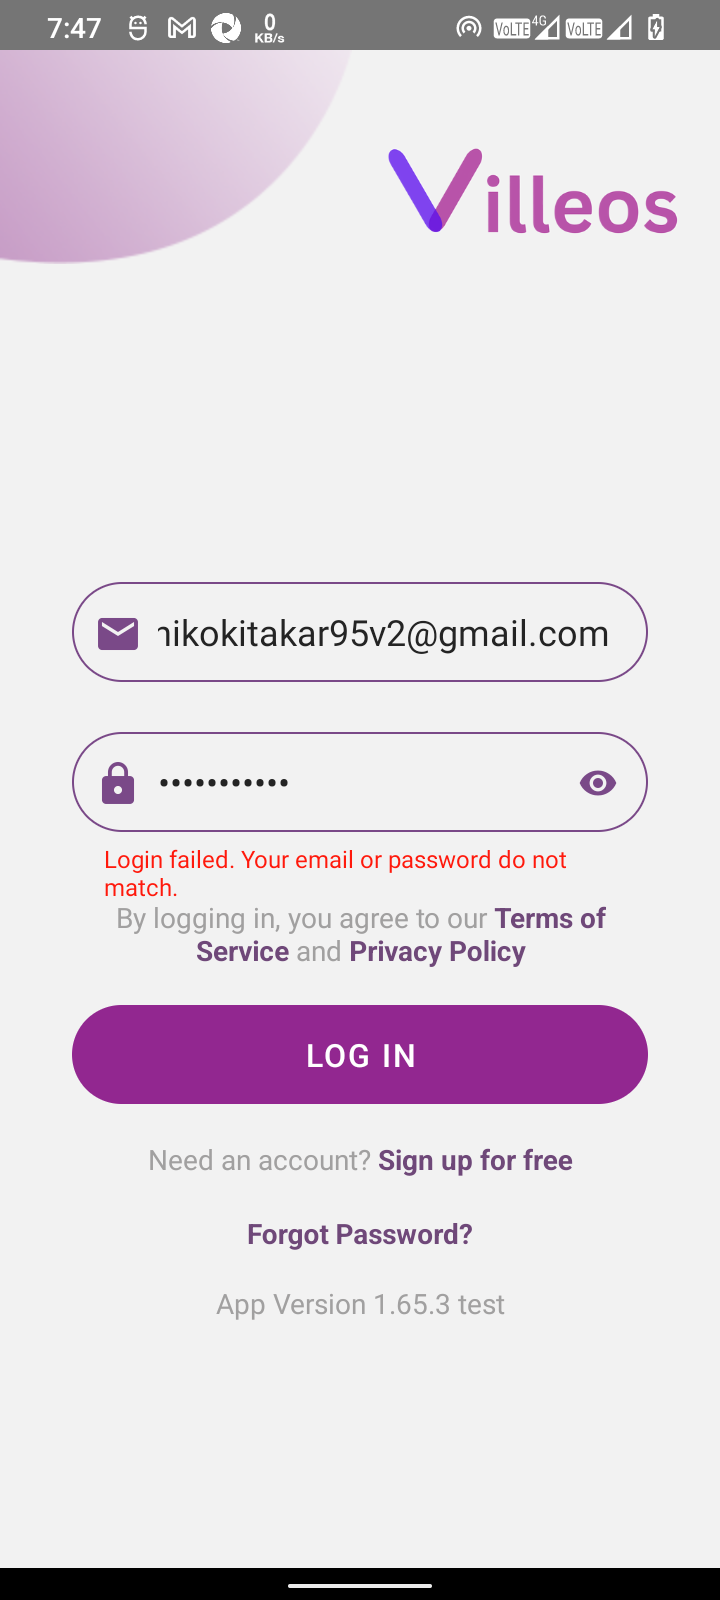 7:47 0 KB/s VoLTE 4G VoLTE
Villeos
nikokitakar95v2@gmail.com
•••••••••••
Login failed. Your email or password do not
match.
By logging in, you agree to our Terms of
Service and Privacy Policy
LOG IN
Need an account? Sign up for free
Forgot Password?
App Version 1.65.3 test